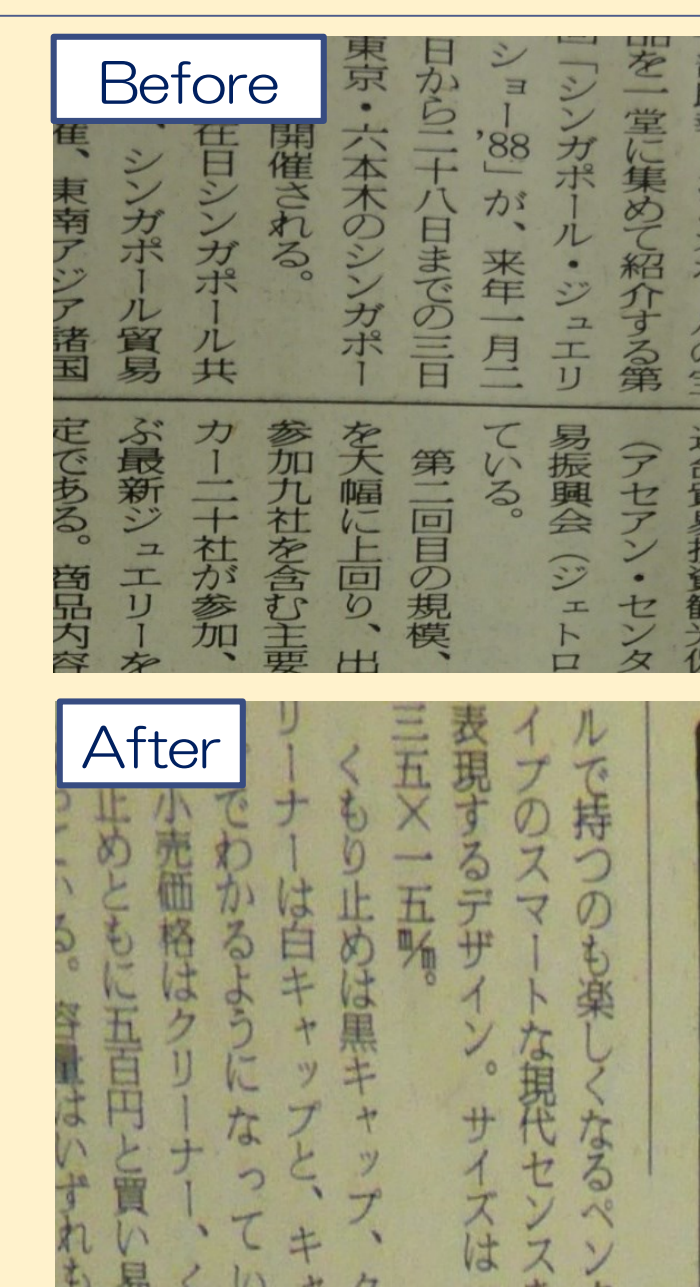 Before
品を一堂に集めて紹介する第
回「シンガポール・ジュエリ
ショー'88」が、来年一月二
日から二十八日までの三日
東京・六本木のシンガポー
開催される。
在日シンガポール共
、シンガポール貿易
催、東南アジア諸国
（アセアン・センタ
易振興会（ジェトロ
ている。
第二回目の規模、
を大幅に上回り、出
参加九社を含む主要
カー二十社が参加、
ぶ最新ジュエリーを
定である。商品内容
After
ルで持つのも楽しくなるペン
イプのスマートな現代センス
表現するデザイン。サイズは
三五×一五㎜。
くもり止めは黒キャップ、ク
リーナーは白キャップと、キャ
でわかるようになってい
小売価格はクリーナー、く
止めともに五百円と買い易
いる。容量はいずれも